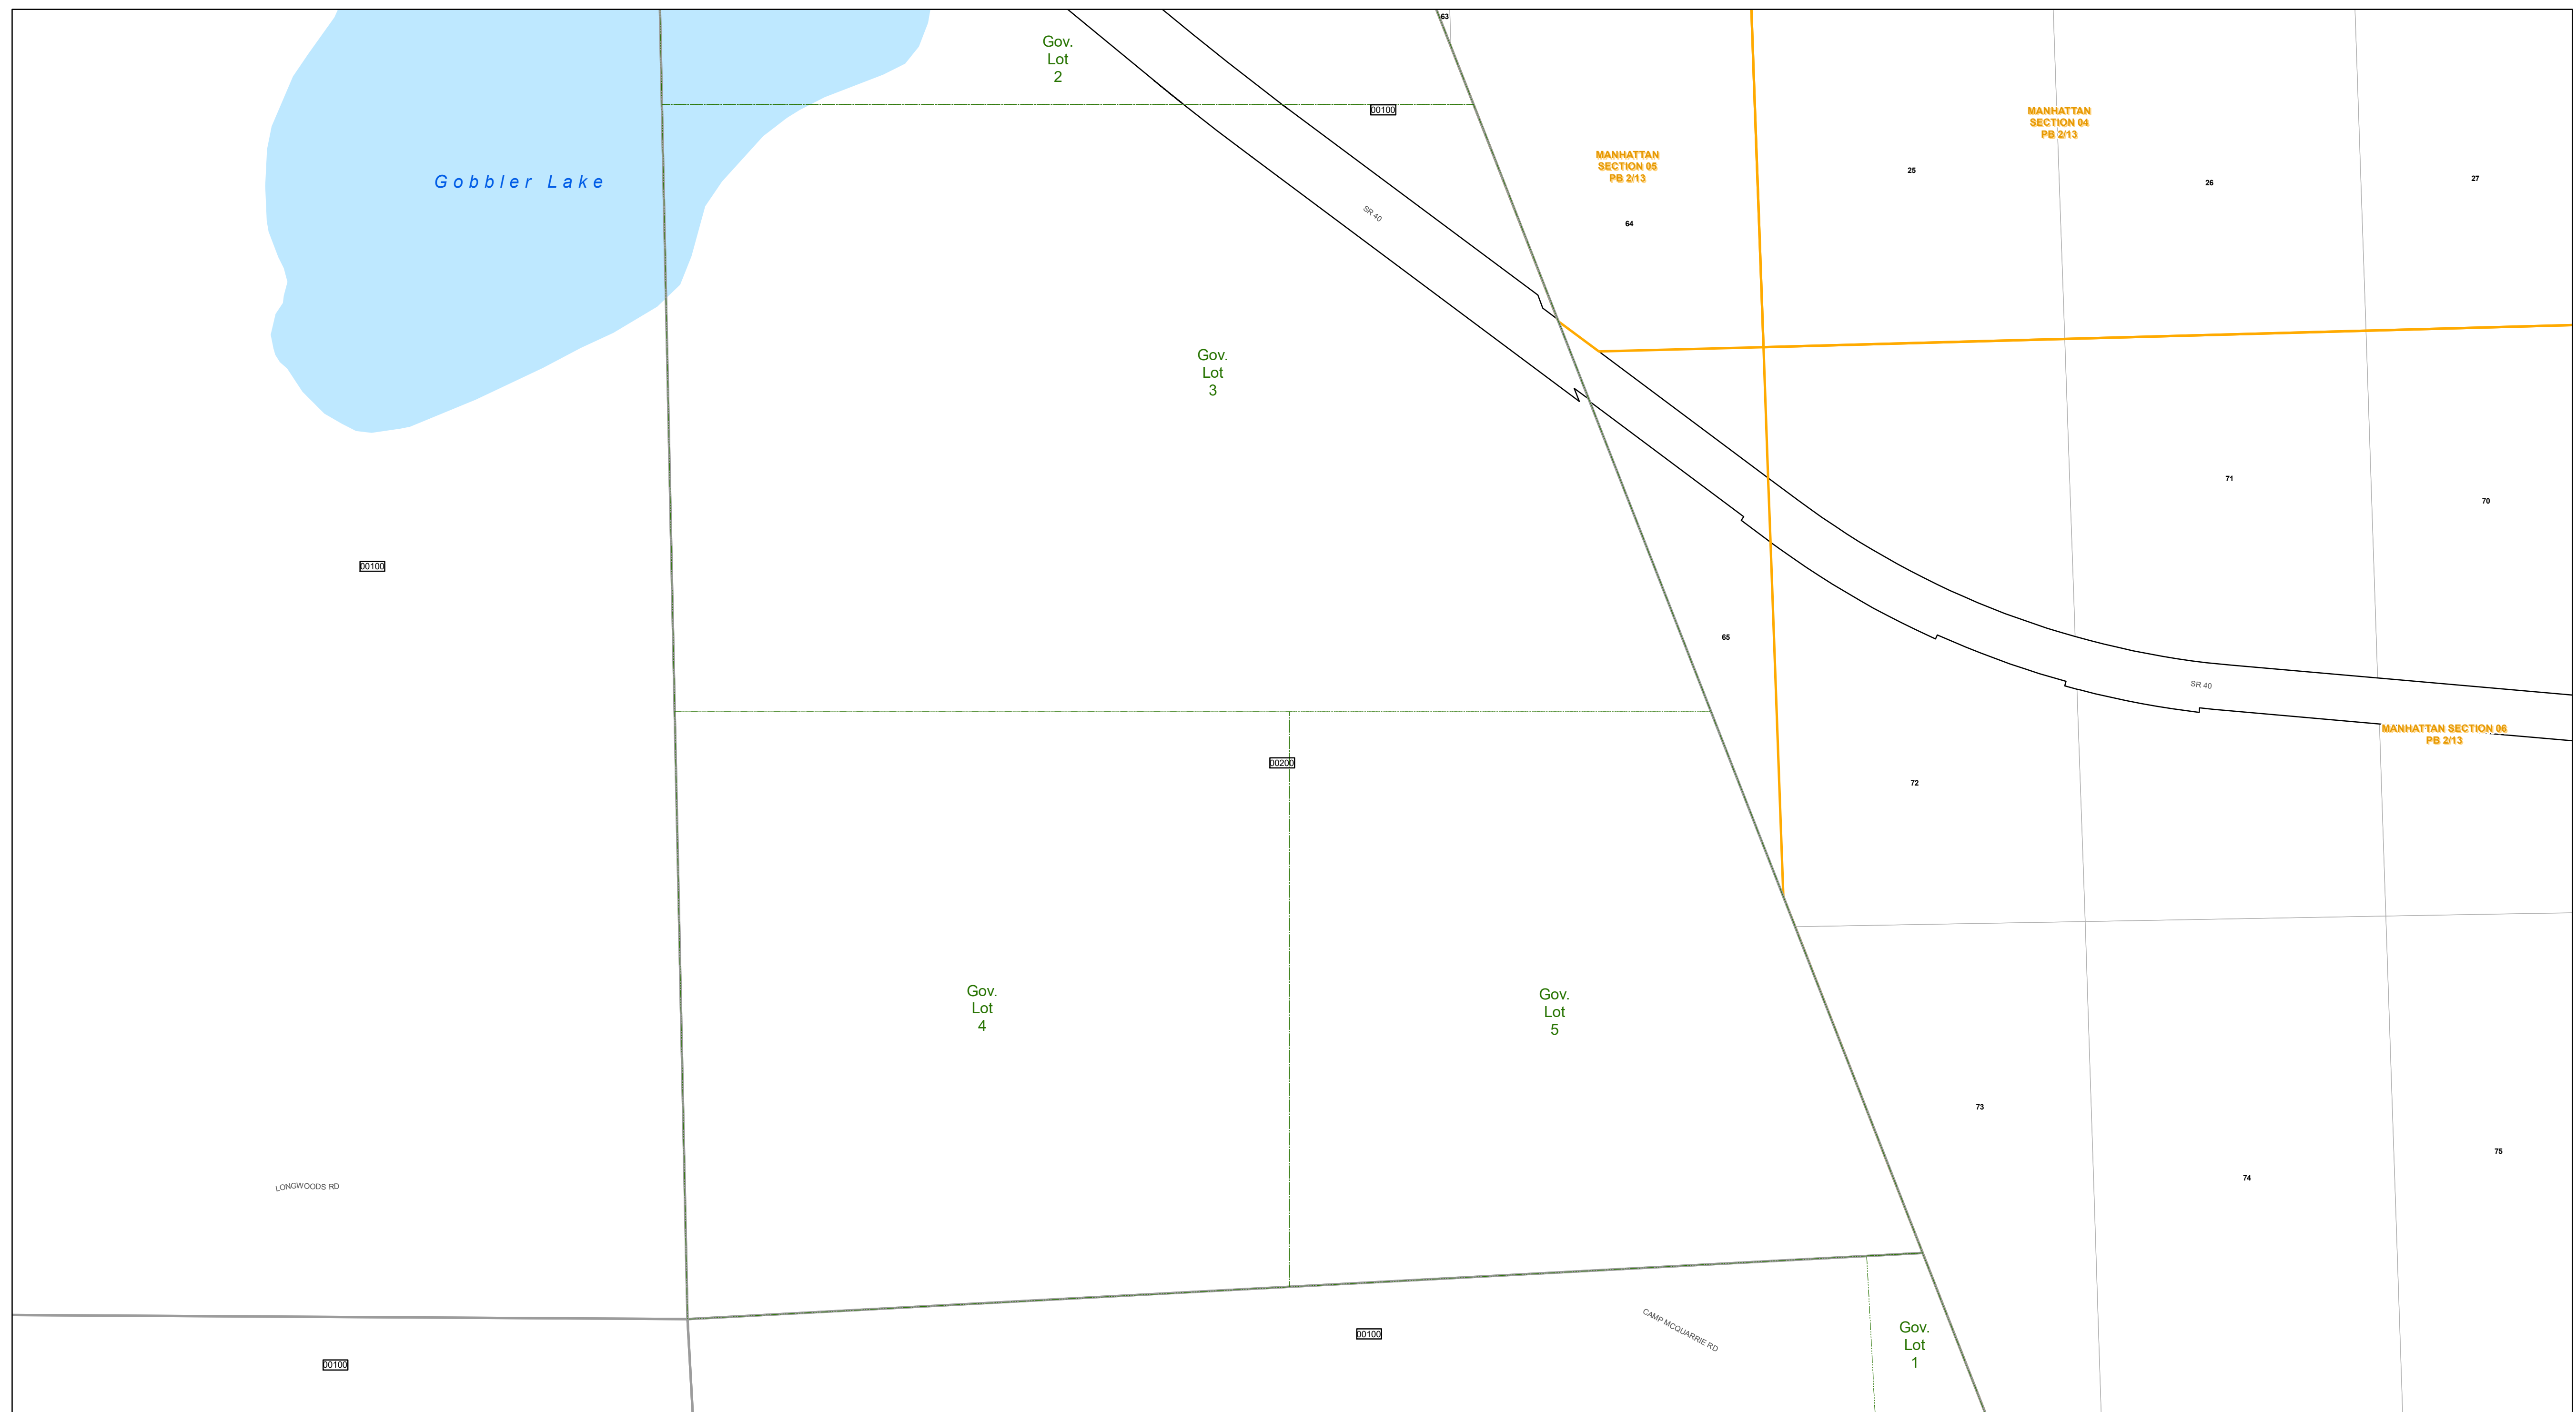 63
Gov.
Lot
2
00100
MANHATTAN
SECTION 04
PB 2/13
MANHATTAN
SECTION 05
PB 2/13
25
26
27
Gobbler Lake
SR 40
64
Gov.
Lot
3
71
70
00100
65
SR 40
MANHATTAN SECTION 06
PB 2/13
00200
72
Gov.
Lot
4
Gov.
Lot
5
73
75
74
LONGWOODS RD
CAMP MCQUARRIE RD
00100
Gov.
Lot
1
00100